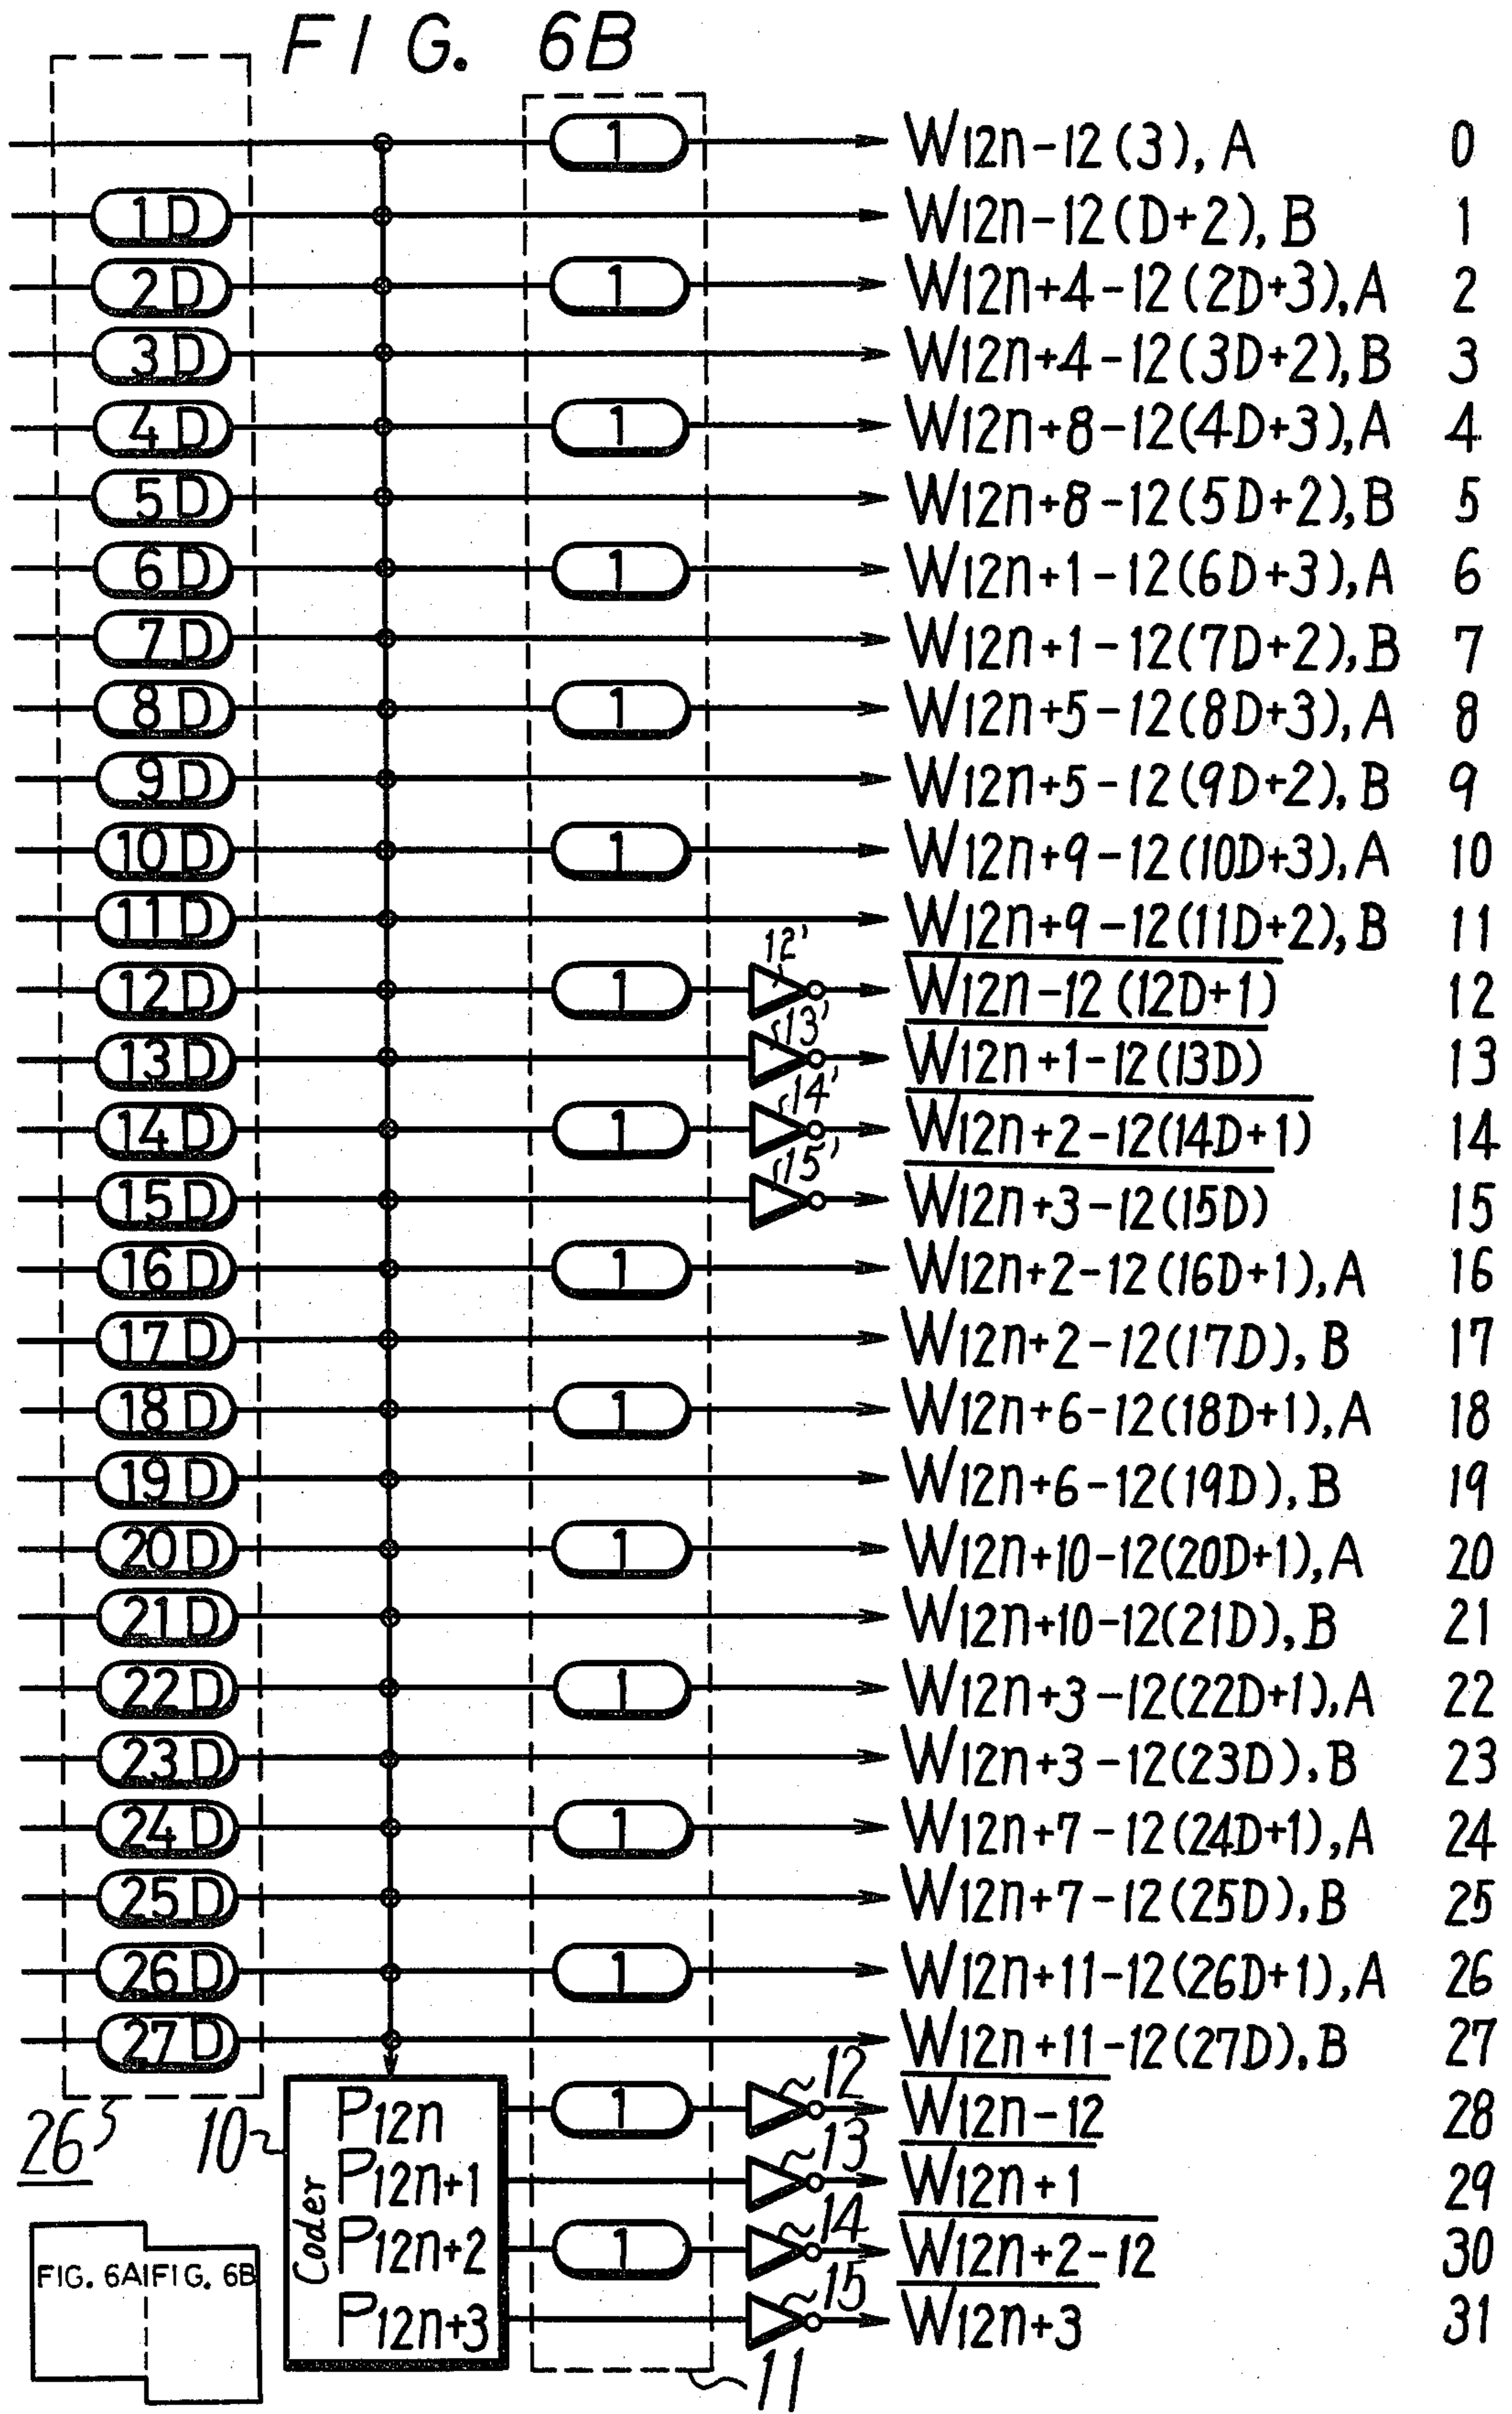 FIG. 6B
1 W12n-12(3), A 0
1D W12n-12(D+2), B 1
2D 1 W12n+4-12(2D+3), A 2
3D W12n+4-12(3D+2), B 3
4D 1 W12n+8-12(4D+3), A 4
5D W12n+8-12(5D+2), B 5
6D 1 W12n+1-12(6D+3), A 6
7D W12n+1-12(7D+2), B 7
8D 1 W12n+5-12(8D+3), A 8
9D W12n+5-12(9D+2), B 9
10D 1 W12n+9-12(10D+3), A 10
11D W12n+9-12(11D+2), B 11
12D 1 12' W12n-12(12D+1) 12
13D 13' W12n+1-12(13D) 13
14D 1 14' W12n+2-12(14D+1) 14
15D 15' W12n+3-12(15D) 15
16D 1 W12n+2-12(16D+1), A 16
17D W12n+2-12(17D), B 17
18D 1 W12n+6-12(18D+1), A 18
19D W12n+6-12(19D), B 19
20D 1 W12n+10-12(20D+1), A 20
21D W12n+10-12(21D), B 21
22D 1 W12n+3-12(22D+1), A 22
23D W12n+3-12(23D), B 23
24D 1 W12n+7-12(24D+1), A 24
25D W12n+7-12(25D), B 25
26D 1 W12n+11-12(26D+1), A 26
27D W12n+11-12(27D), B 27
26 10 P12n 1 12 W12n-12 28
P12n+1 13 W12n+1 29
Coder
P12n+2 1 14 W12n+2-12 30
P12n+3 15 W12n+3 31
FIG. 6A FIG. 6B
11